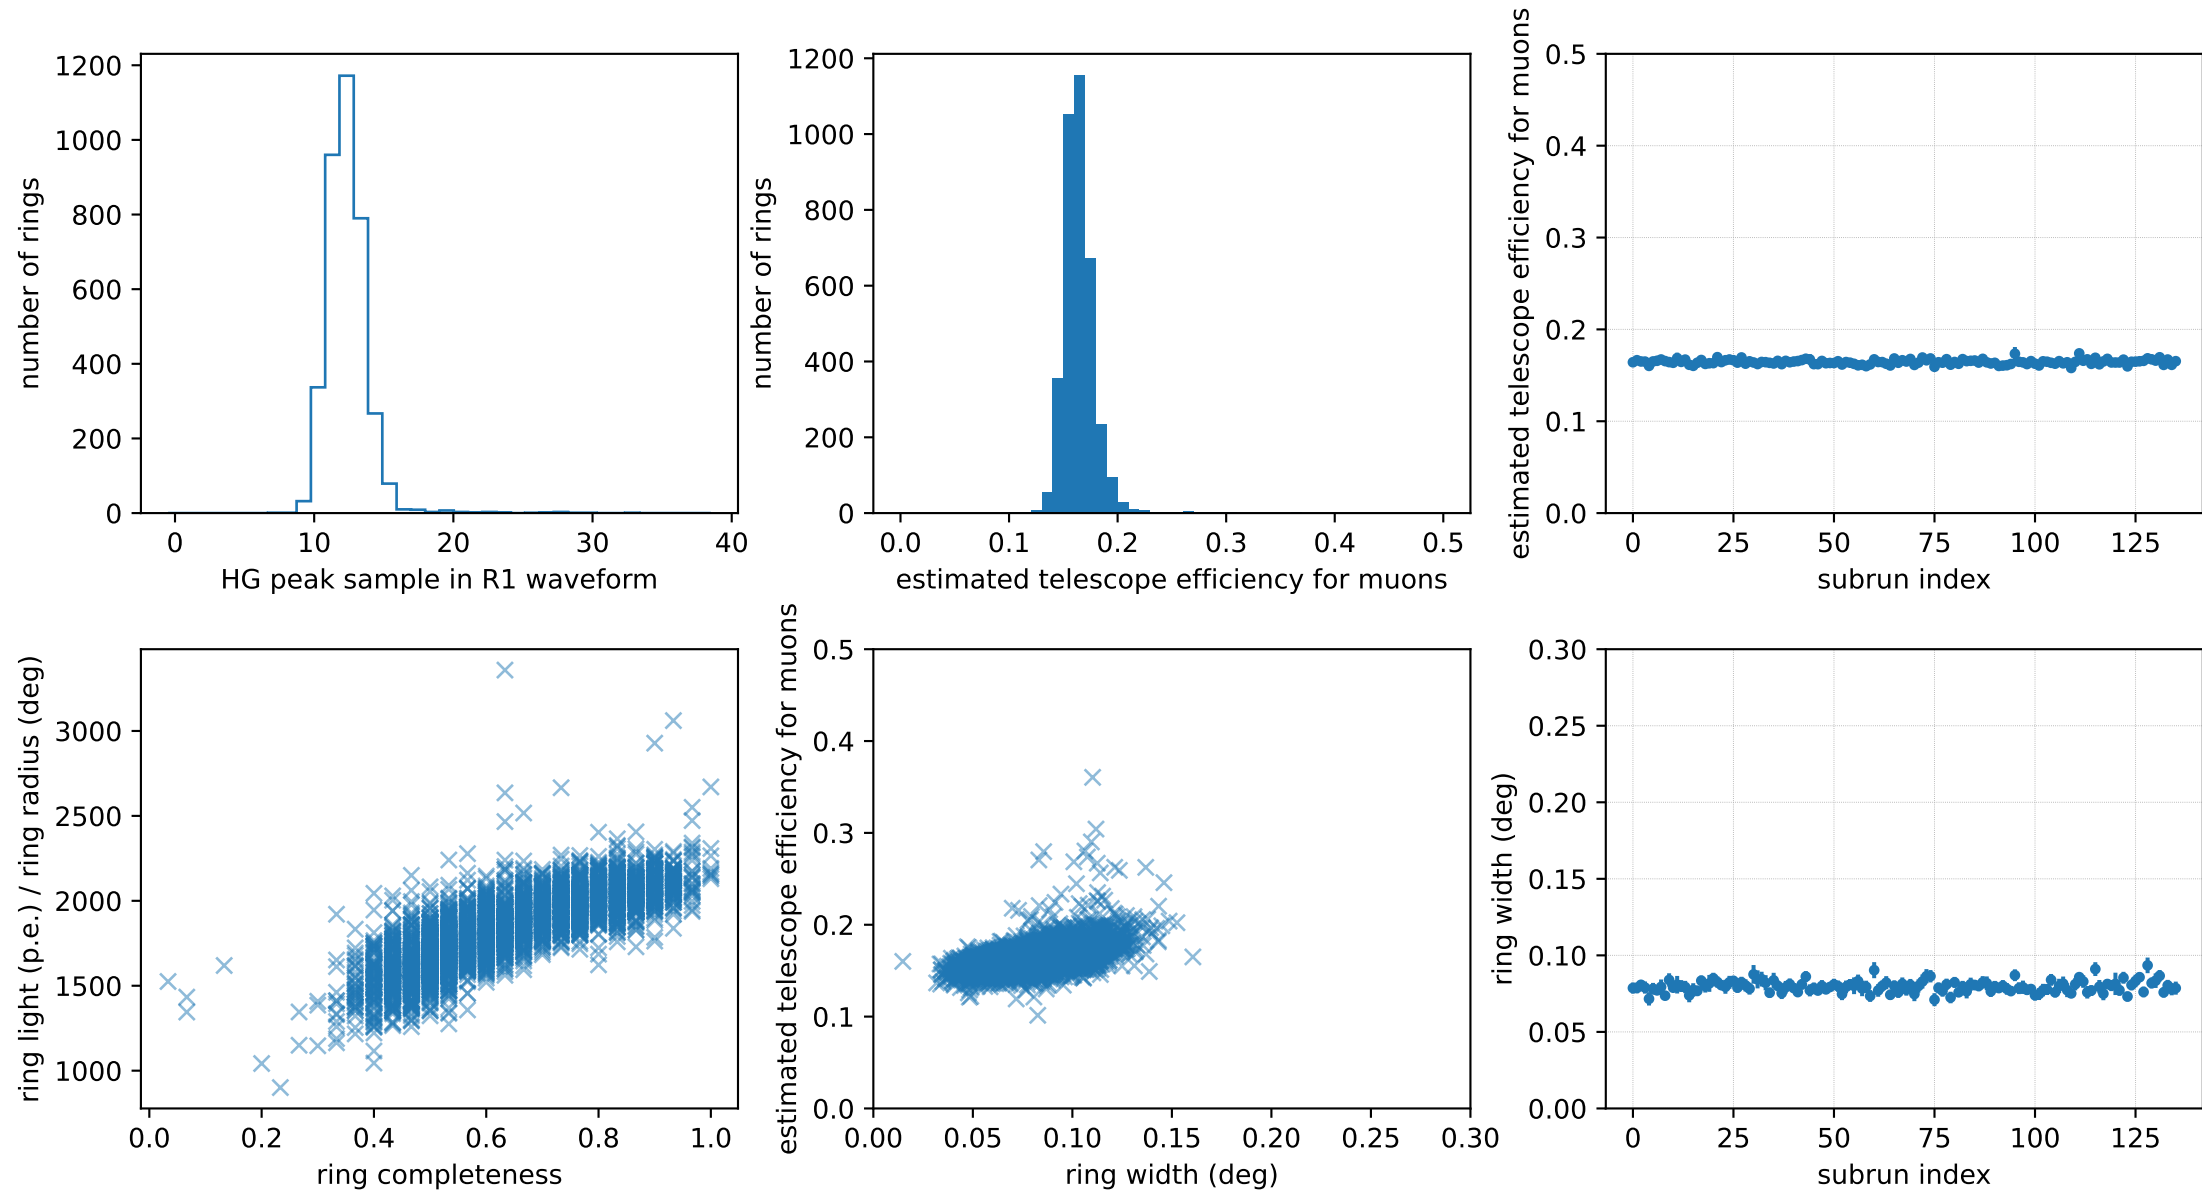 1200
1000
800
600
400
200
0
0 10 20 30 40
HG peak sample in R1 waveform
number of rings
1200
1000
800
600
400
200
0
0.0 0.1 0.2 0.3 0.4 0.5
estimated telescope efficiency for muons
number of rings
0.5
0.4
0.3
0.2
0.1
0.0
0 25 50 75 100 125
subrun index
estimated telescope efficiency for muons
3000
2500
2000
1500
1000
0.0 0.2 0.4 0.6 0.8 1.0
ring completeness
ring light (p.e.) / ring radius (deg)
0.5
0.4
0.3
0.2
0.1
0.0
0.00 0.05 0.10 0.15 0.20 0.25 0.30
ring width (deg)
estimated telescope efficiency for muons
0.30
0.25
0.20
0.15
0.10
0.05
0.00
0 25 50 75 100 125
subrun index
ring width (deg)